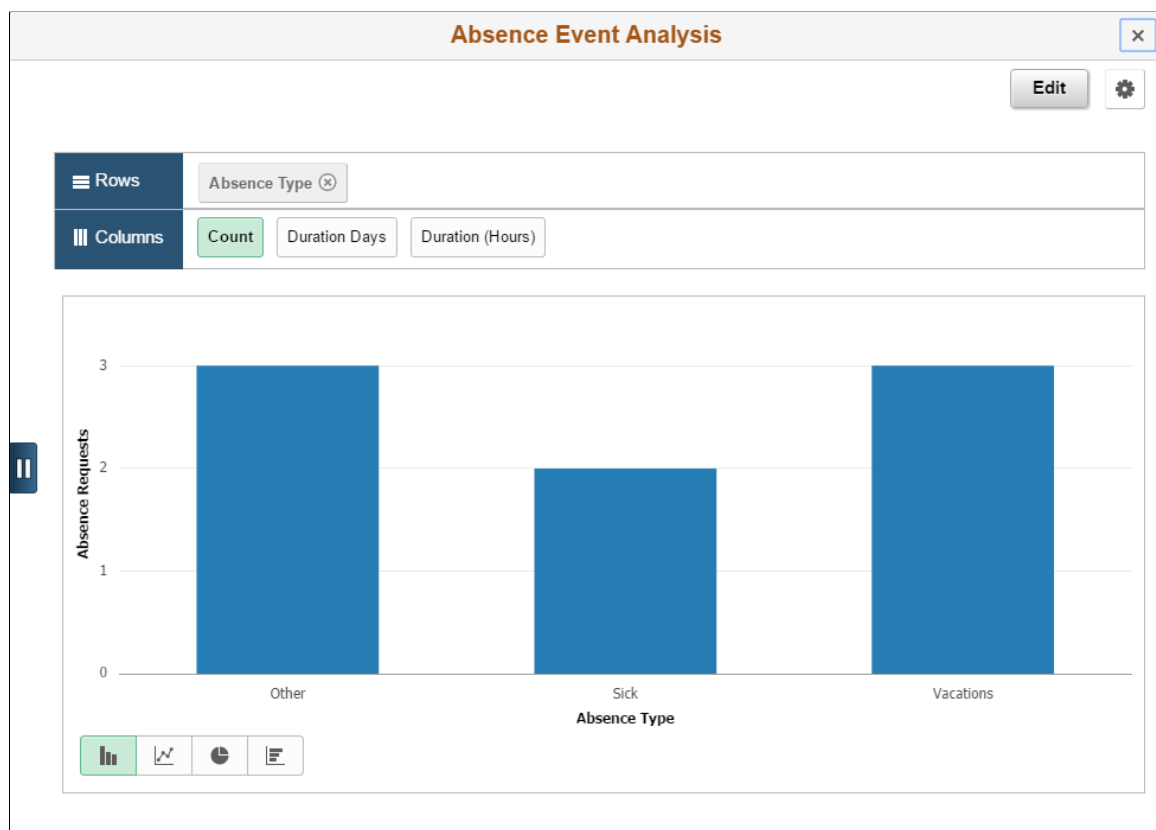 Absence Event Analysis
Edit
Rows
Absence Type
Columns
Count Duration Days Duration (Hours)
3
2
1
0
Absence Requests
Other Sick Vacations
Absence Type